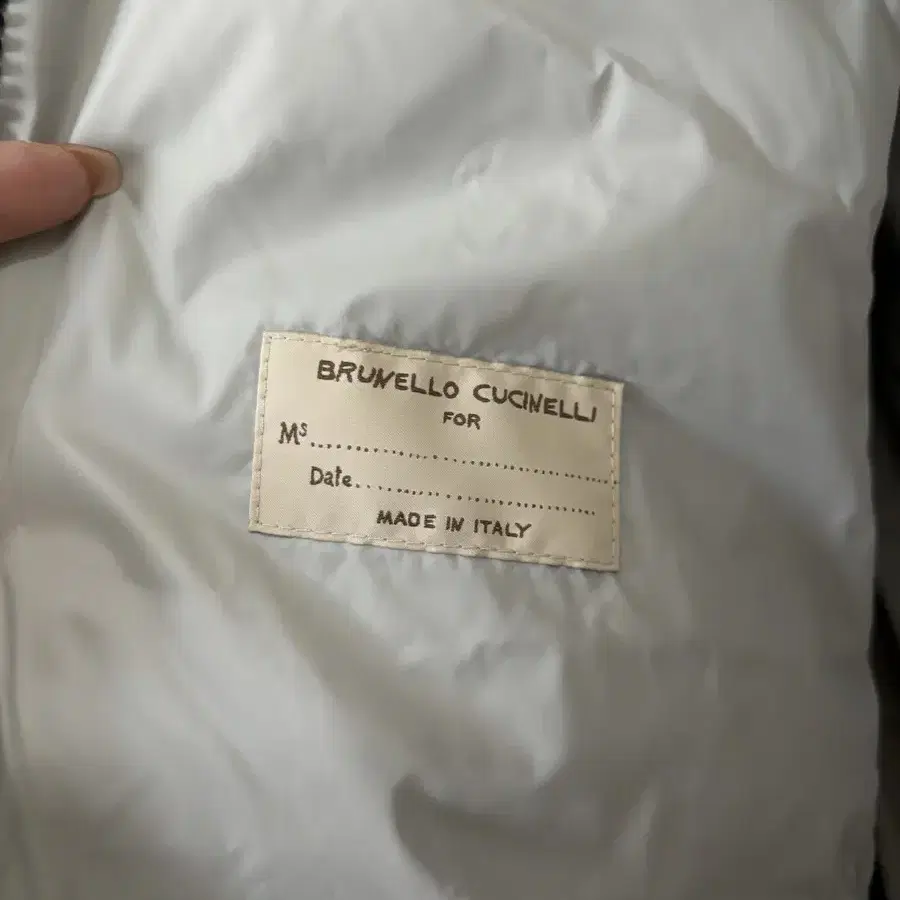 BRUNELLO CUCINELLI
FOR
Ms..............................
Date..............................
MADE IN ITALY